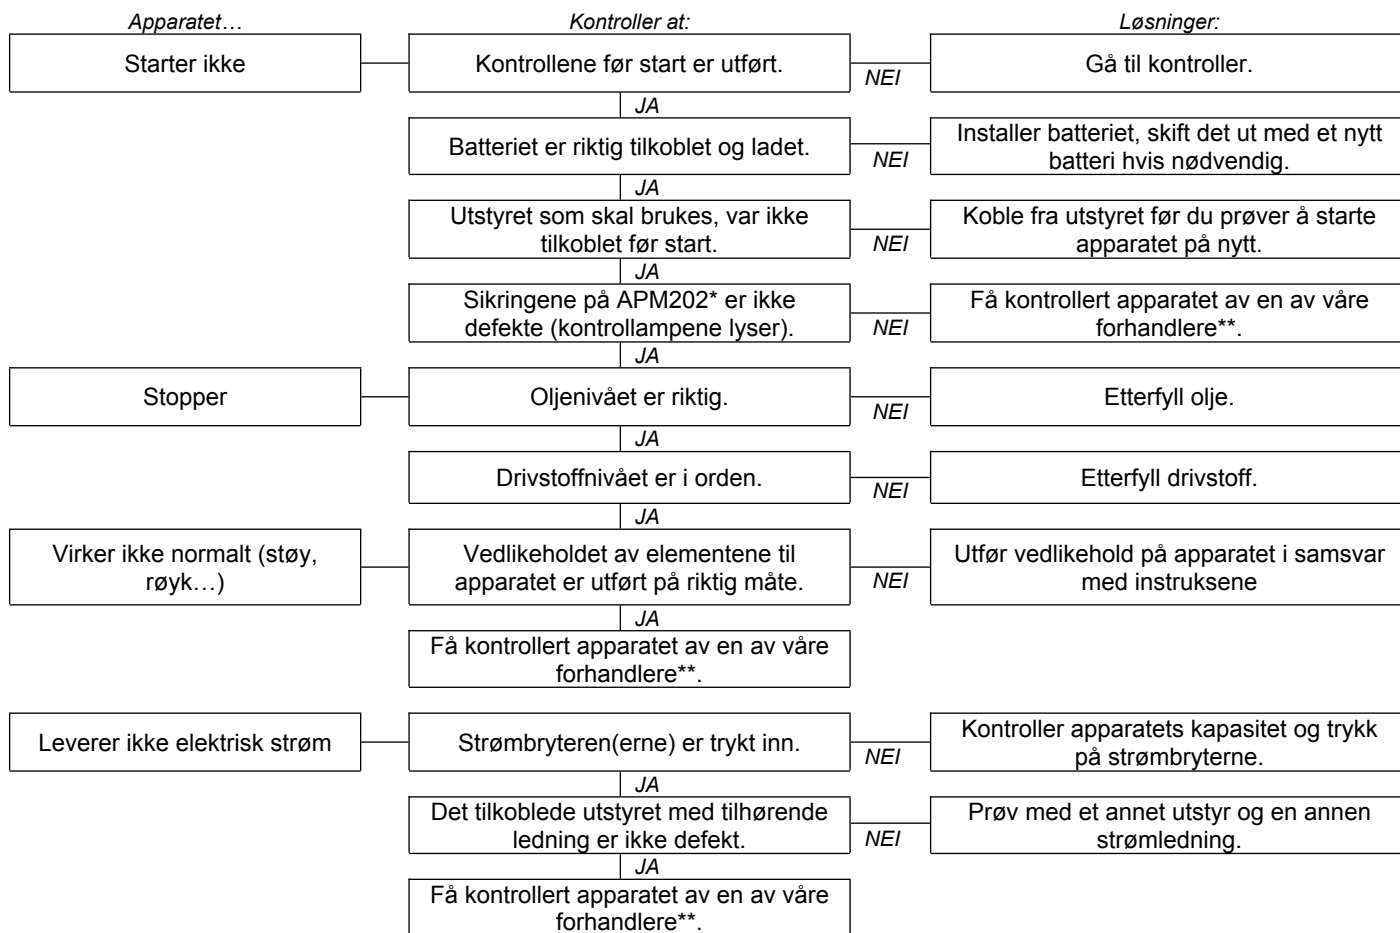 Apparatet…
Kontroller at:
Løsninger:
Starter ikke
Kontrollene før start er utført.
NEI
Gå til kontroller.
JA
Batteriet er riktig tilkoblet og ladet.
NEI
Installer batteriet, skift det ut med et nytt
batteri hvis nødvendig.
JA
Utstyret som skal brukes, var ikke
tilkoblet før start.
NEI
Koble fra utstyret før du prøver å starte
apparatet på nytt.
JA
Sikringene på APM202* er ikke
defekte (kontrollampene lyser).
NEI
Få kontrollert apparatet av en av våre
forhandlere**.
JA
Stopper
Oljenivået er riktig.
NEI
Etterfyll olje.
JA
Drivstoffnivået er i orden.
NEI
Etterfyll drivstoff.
JA
Virker ikke normalt (støy,
røyk…)
Vedlikeholdet av elementene til
apparatet er utført på riktig måte.
NEI
Utfør vedlikehold på apparatet i samsvar
med instruksene
JA
Få kontrollert apparatet av en av våre
forhandlere**.
Leverer ikke elektrisk strøm
Strømbryteren(erne) er trykt inn.
NEI
Kontroller apparatets kapasitet og trykk
på strømbryterne.
JA
Det tilkoblede utstyret med tilhørende
ledning er ikke defekt.
NEI
Prøv med et annet utstyr og en annen
strømledning.
JA
Få kontrollert apparatet av en av våre
forhandlere**.